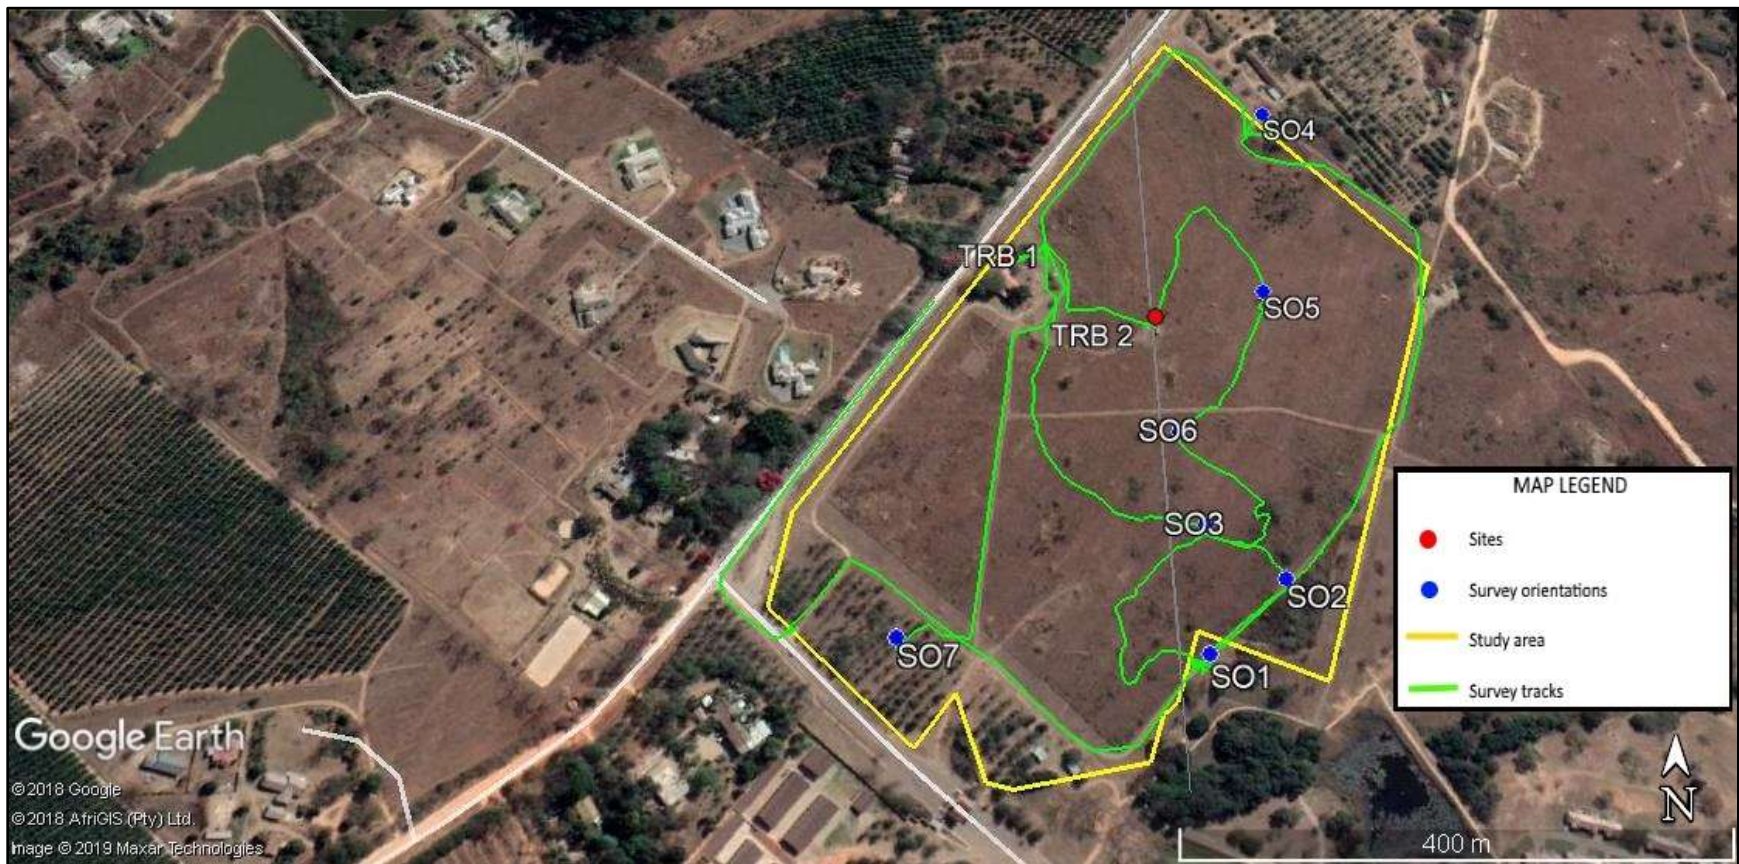 SO4
TRB 1
SO5
TRB 2
SO6
MAP LEGEND
SO3
Sites
SO2
Survey orientations
SO7
Study area
SO1
Survey tracks
Google Earth
© 2018 Google
© 2018 AfriGIS (Pty) Ltd.
Image © 2019 Maxar Technologies
N
400 m